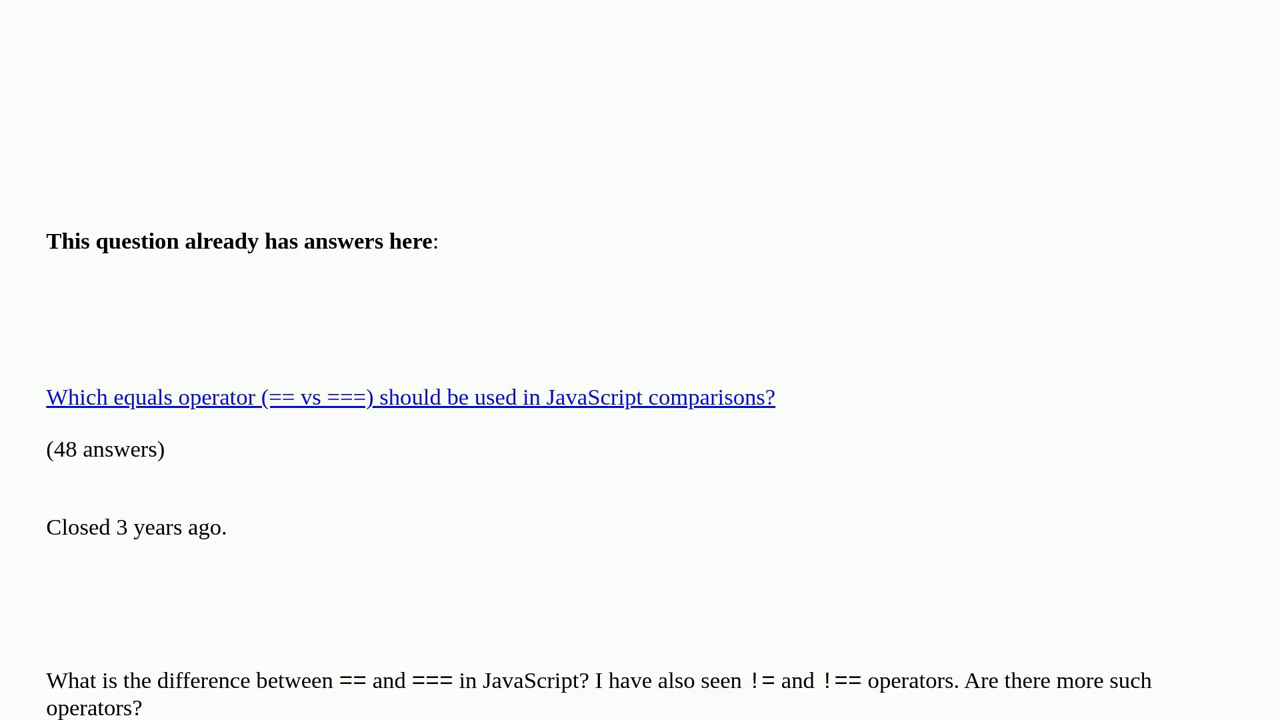 This question already has answers here:
Which equals operator (== vs ===) should be used in JavaScript comparisons?
(48 answers)
Closed 3 years ago.
What is the difference between == and === in JavaScript? I have also seen != and !== operators. Are there more such
operators?